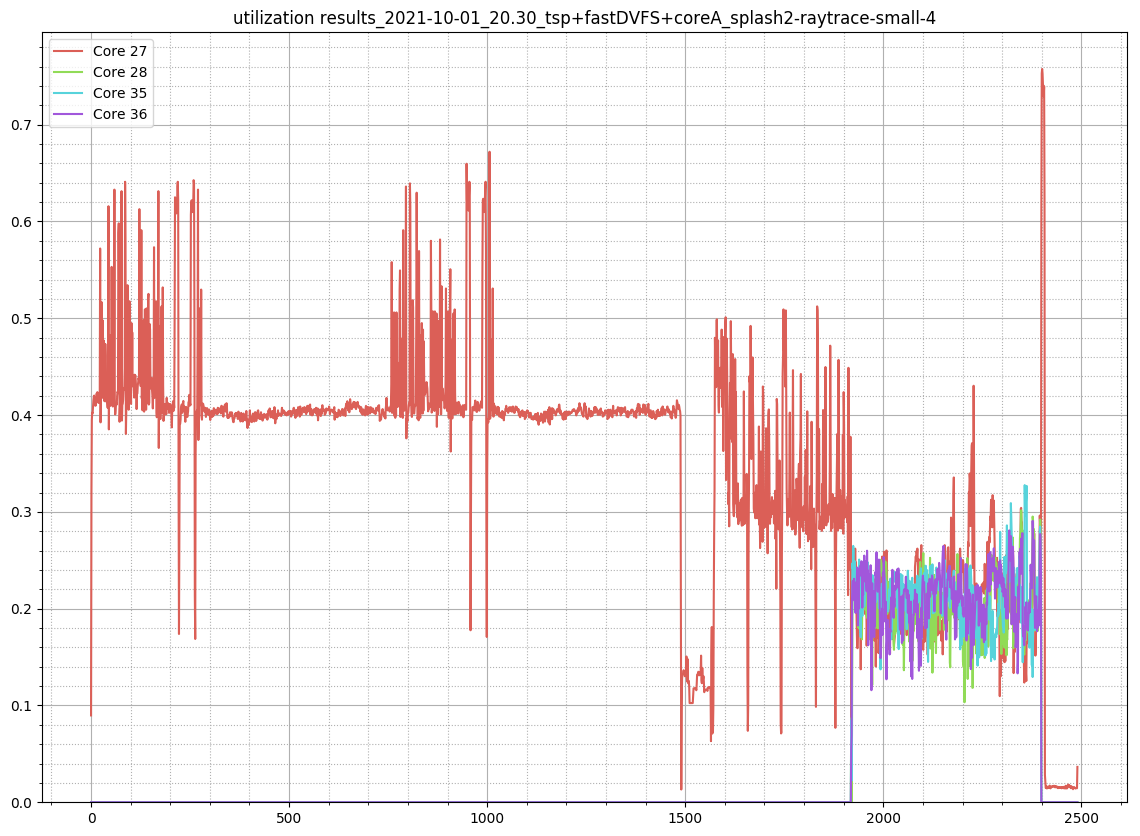 utilization results_2021-10-01_20.30_tsp+fastDVFS+coreA_splash2-raytrace-small-4
Core 27
Core 28
Core 35
Core 36
0.7
0.6
0.5
0.4
0.3
0.2
0.1
0.0
0 500 1000 1500 2000 2500